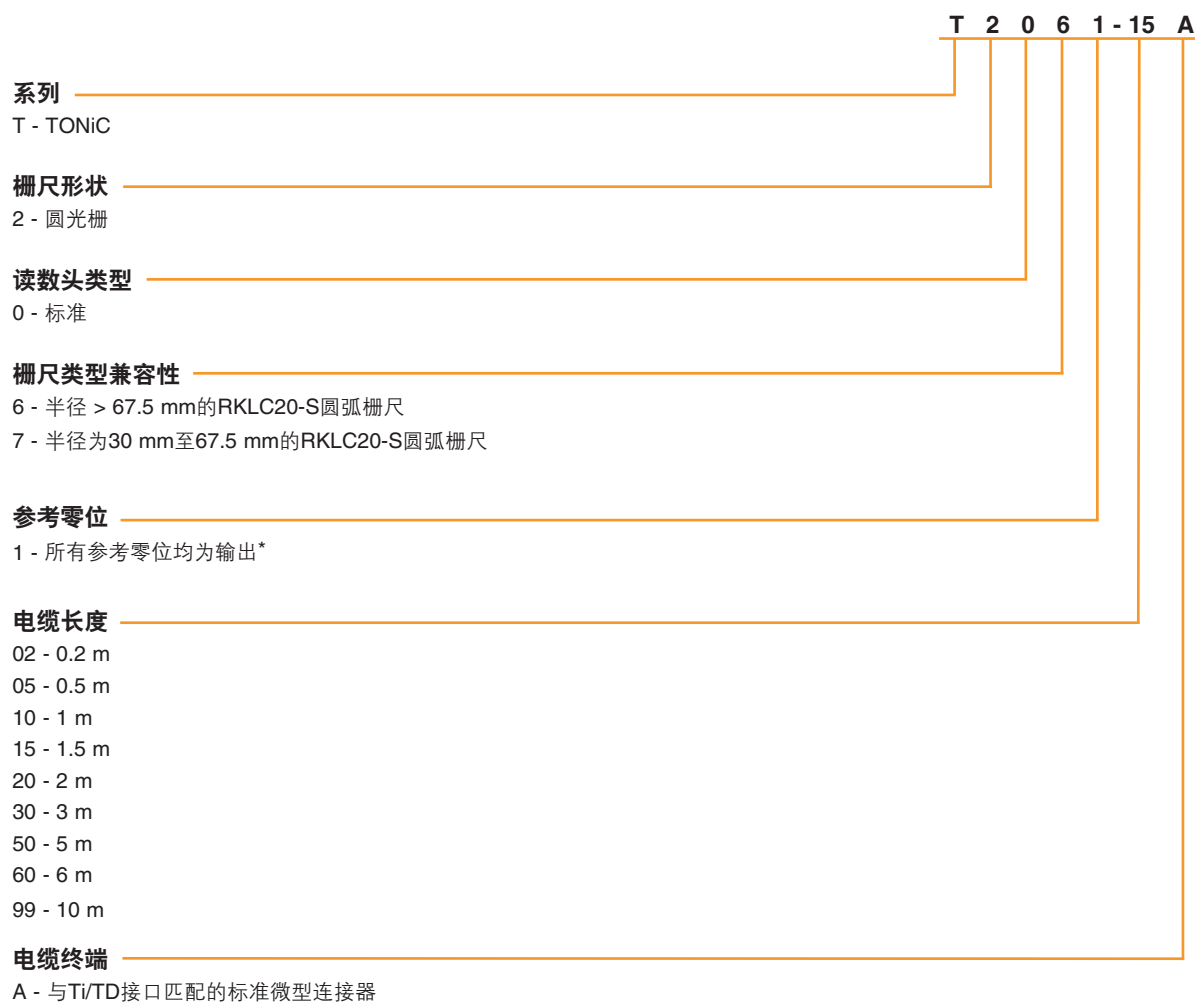 T 2 0 6 1 - 15 A
系列
T - TONiC
栅尺形状
2 - 圆光栅
读数头类型
0 - 标准
栅尺类型兼容性
6 - 半径 > 67.5 mm的RKLC20-S圆弧栅尺
7 - 半径为30 mm至67.5 mm的RKLC20-S圆弧栅尺
参考零位
1 - 所有参考零位均为输出*
电缆长度
02 - 0.2 m
05 - 0.5 m
10 - 1 m
15 - 1.5 m
20 - 2 m
30 - 3 m
50 - 5 m
60 - 6 m
99 - 10 m
电缆终端
A - 与Ti/TD接口匹配的标准微型连接器